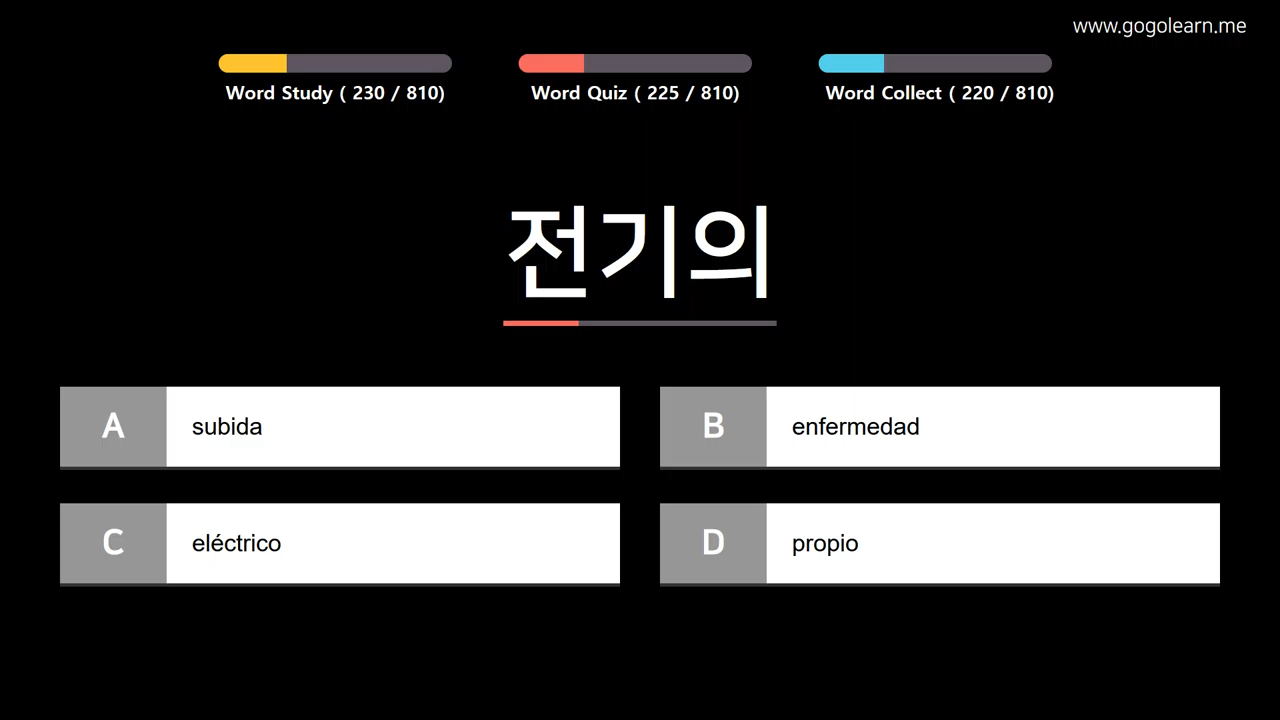 www.gogolearn.me
Word Study ( 230 / 810)
Word Quiz ( 225 / 810)
Word Collect ( 220 / 810)
전기의
A subida
B enfermedad
C eléctrico
D propio